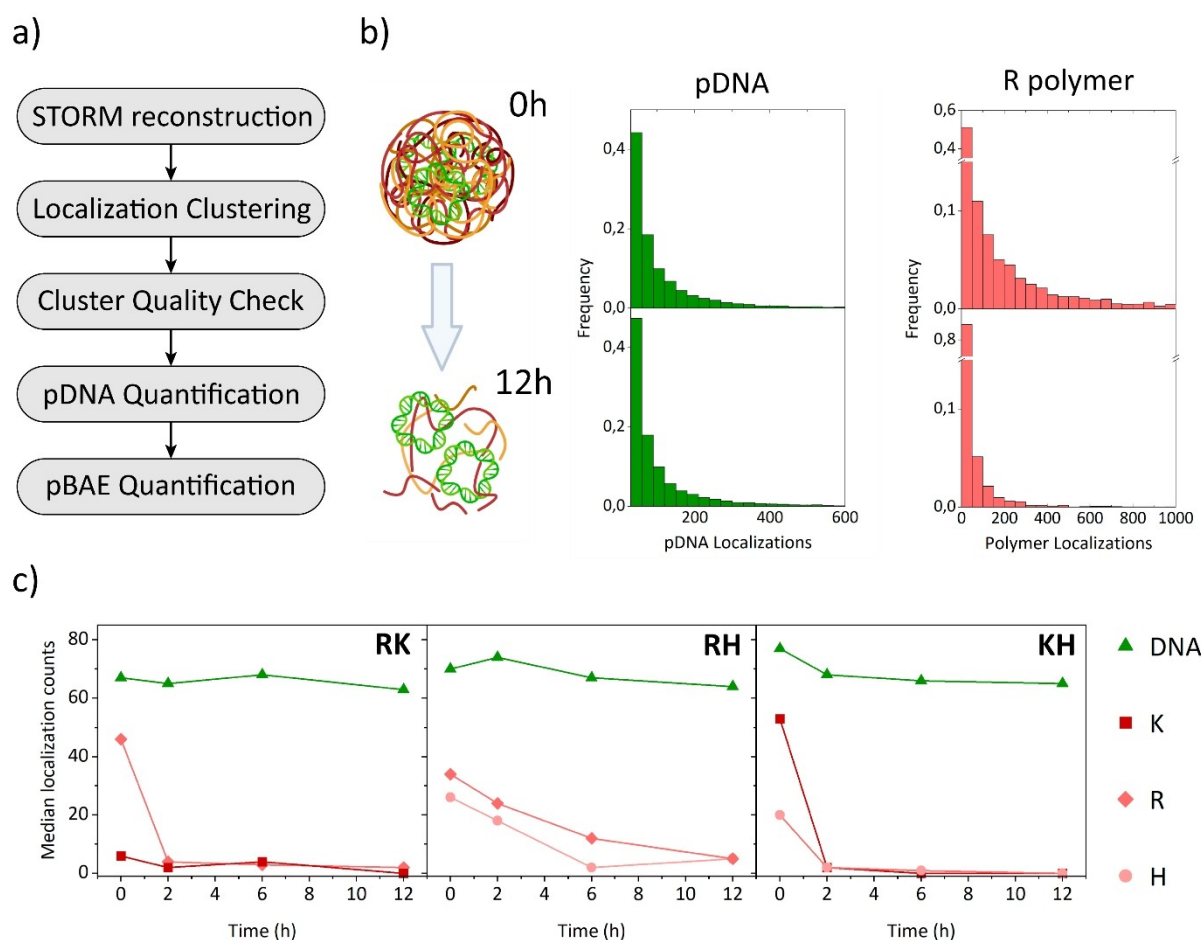 a)
STORM reconstruction
Localization Clustering
Cluster Quality Check
pDNA Quantification
pBAE Quantification
b)
0h
12h
pDNA
Frequency
0,4
0,2
0,0
0,4
0,2
0,0
200 400 600
pDNA Localizations
R polymer
Frequency
0,6
0,4
0,1
0,0
0,8
0,1
0,0
0 200 400 600 800 1000
Polymer Localizations
c)
Median localization counts
80
60
40
20
0
RK
RH
KH
0 2 4 6 8 10 12
0 2 4 6 8 10 12
0 2 4 6 8 10 12
Time (h)
Time (h)
Time (h)
DNA
K
R
H